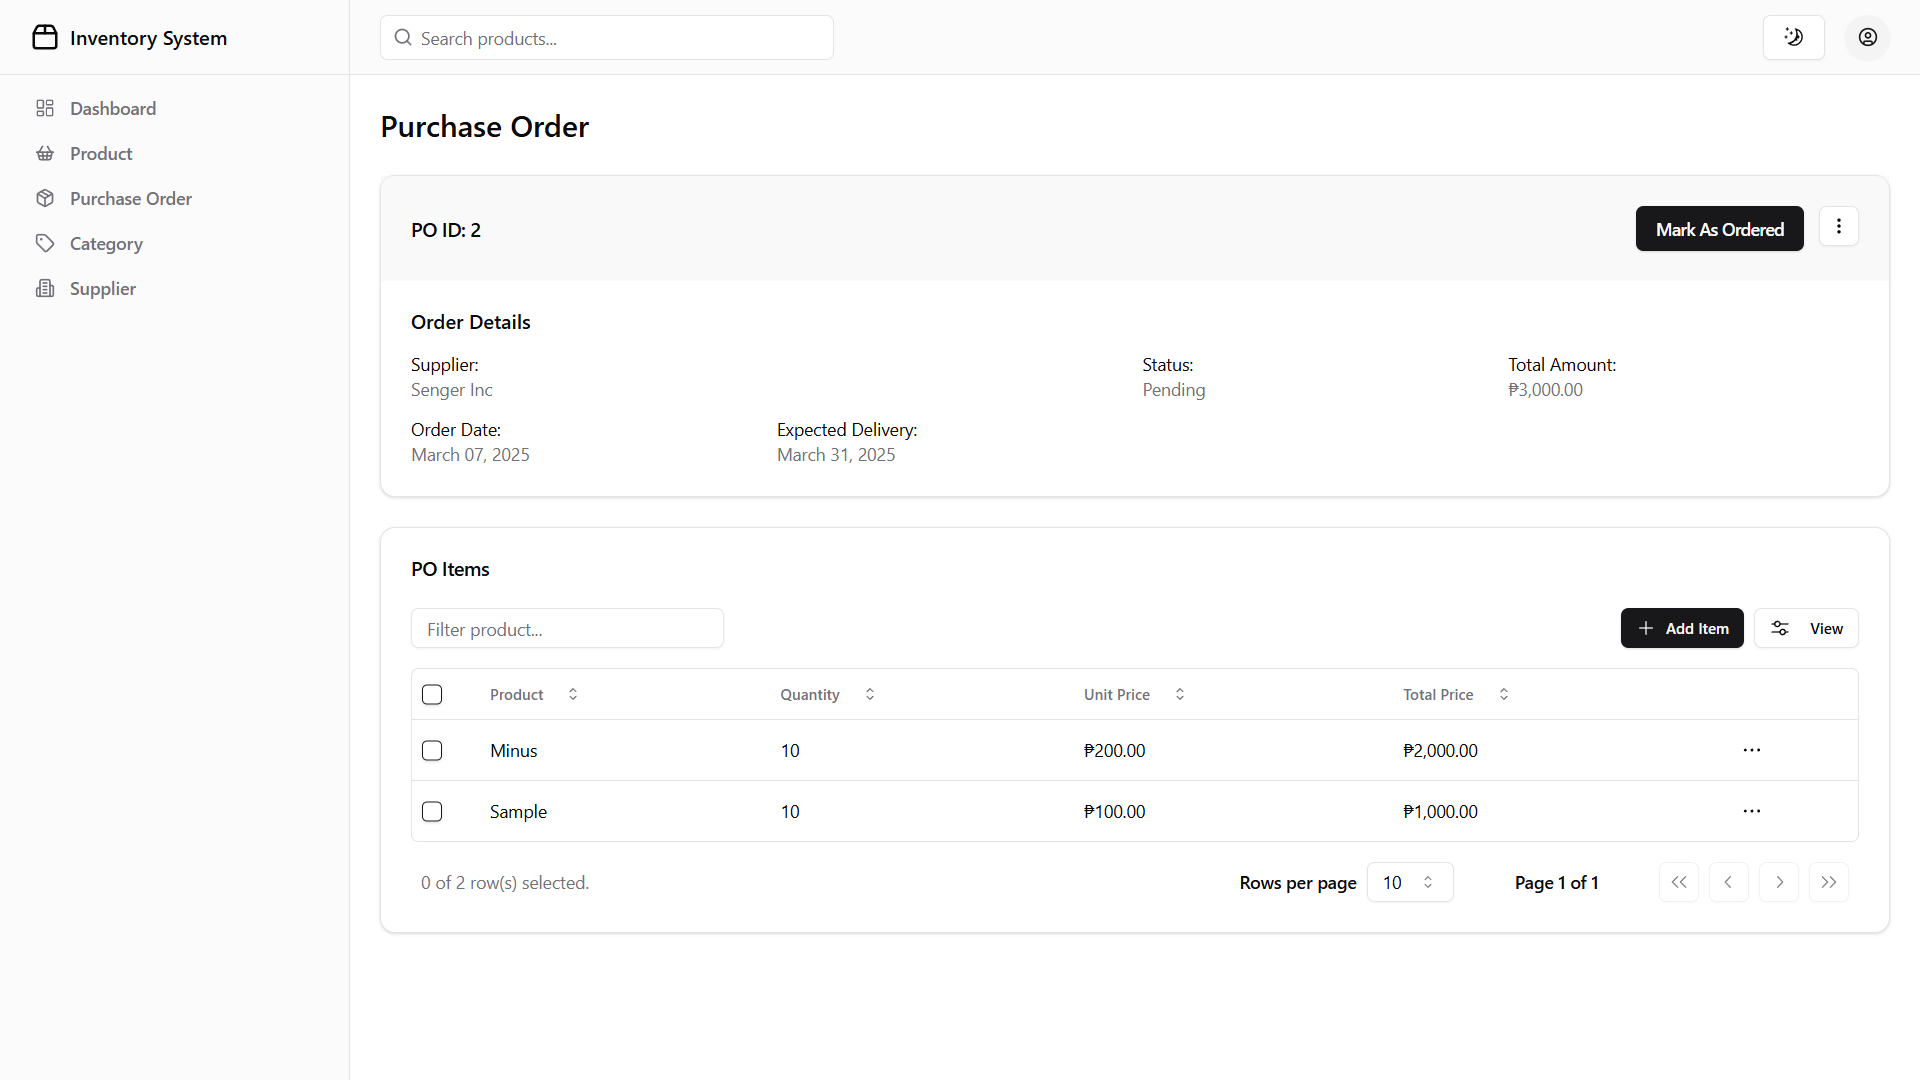 Inventory System
Search products...
Dashboard
Product
Purchase Order
Category
Supplier
Purchase Order
PO ID: 2
Mark As Ordered
Order Details
Supplier:
Senger Inc
Status:
Pending
Total Amount:
₱3,000.00
Order Date:
March 07, 2025
Expected Delivery:
March 31, 2025
PO Items
Filter product...
Add Item
View
Product Quantity Unit Price Total Price
Minus 10 ₱200.00 ₱2,000.00
Sample 10 ₱100.00 ₱1,000.00
0 of 2 row(s) selected.
Rows per page 10
Page 1 of 1